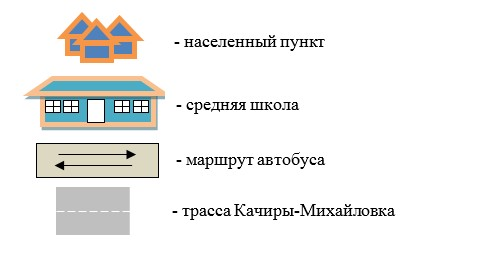 - населенный пункт
- средняя школа
- маршрут автобуса
- трасса Качиры-Михайловка